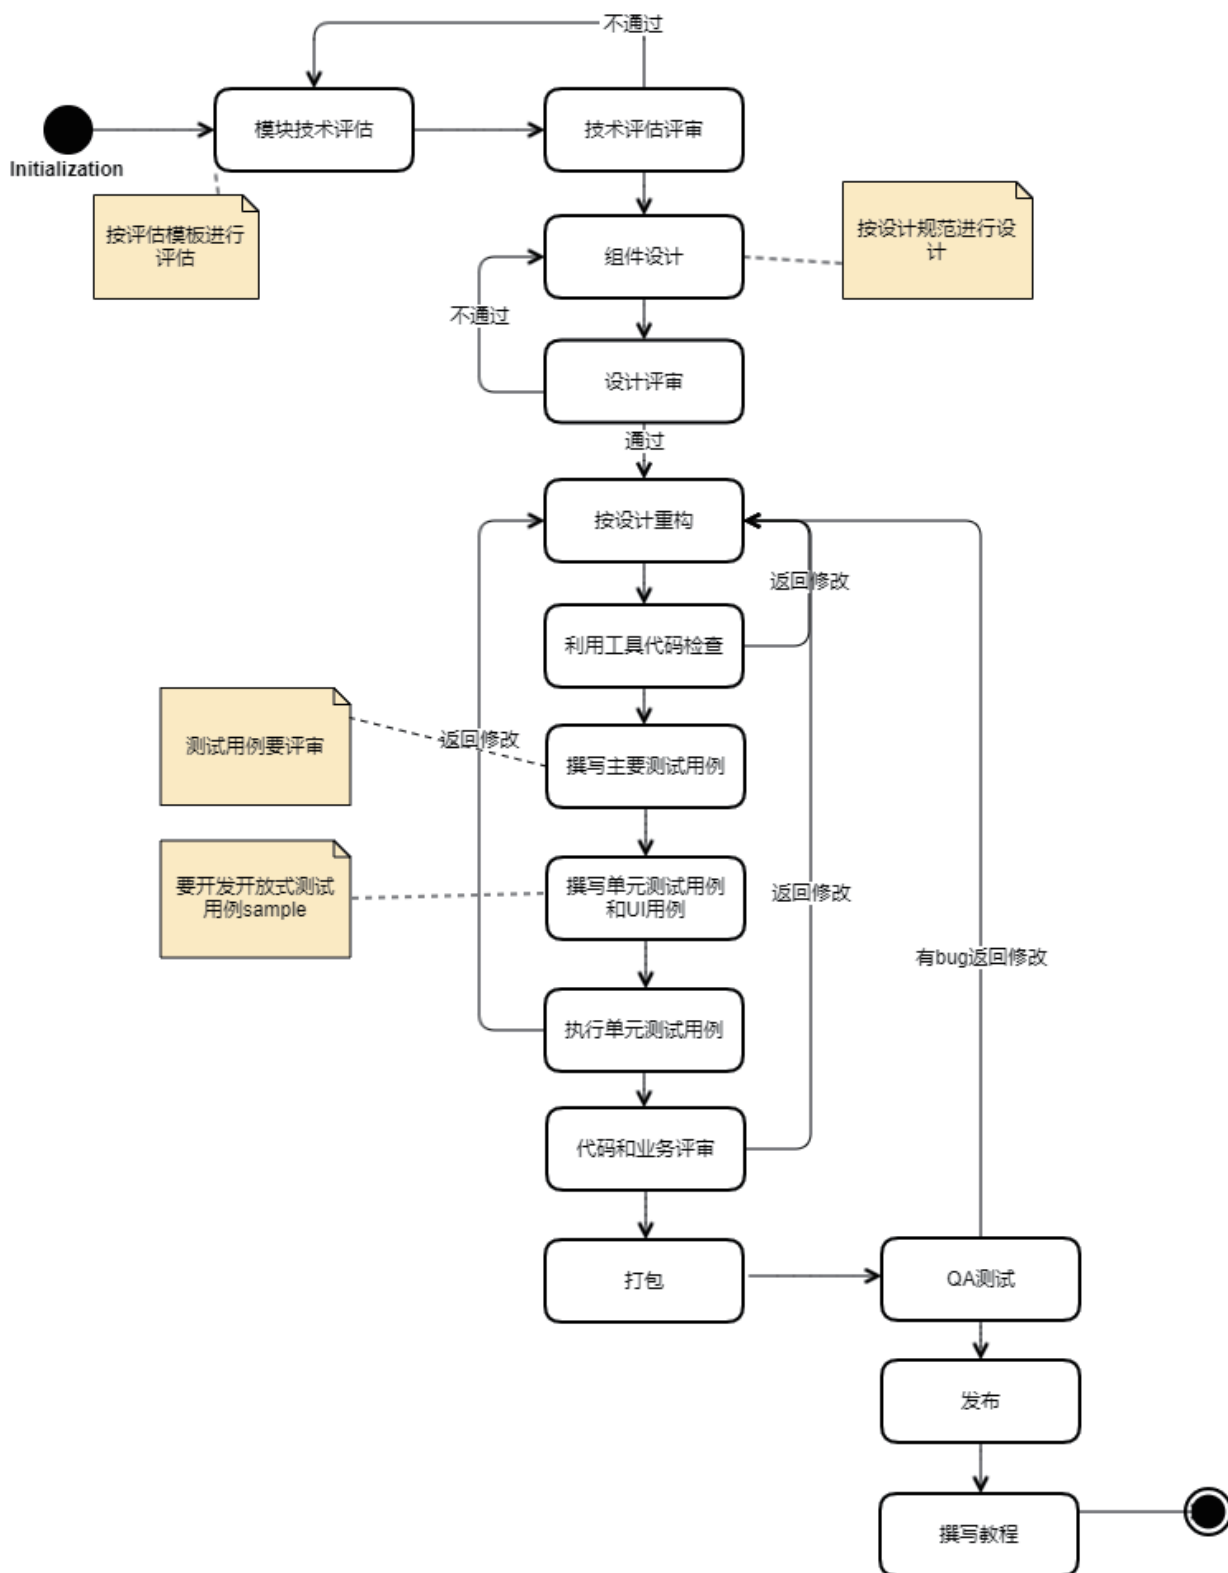 不通过
模块技术评估
技术评估评审
Initialization
按评估模板进行
评估
组件设计
按设计规范进行设
计
不通过
设计评审
通过
按设计重构
返回修改
利用工具代码检查
测试用例要评审
返回修改
撰写主要测试用例
要开发开放式测试
用例sample
撰写单元测试用例
和UI用例
返回修改
有bug返回修改
执行单元测试用例
代码和业务评审
打包
QA测试
发布
撰写教程